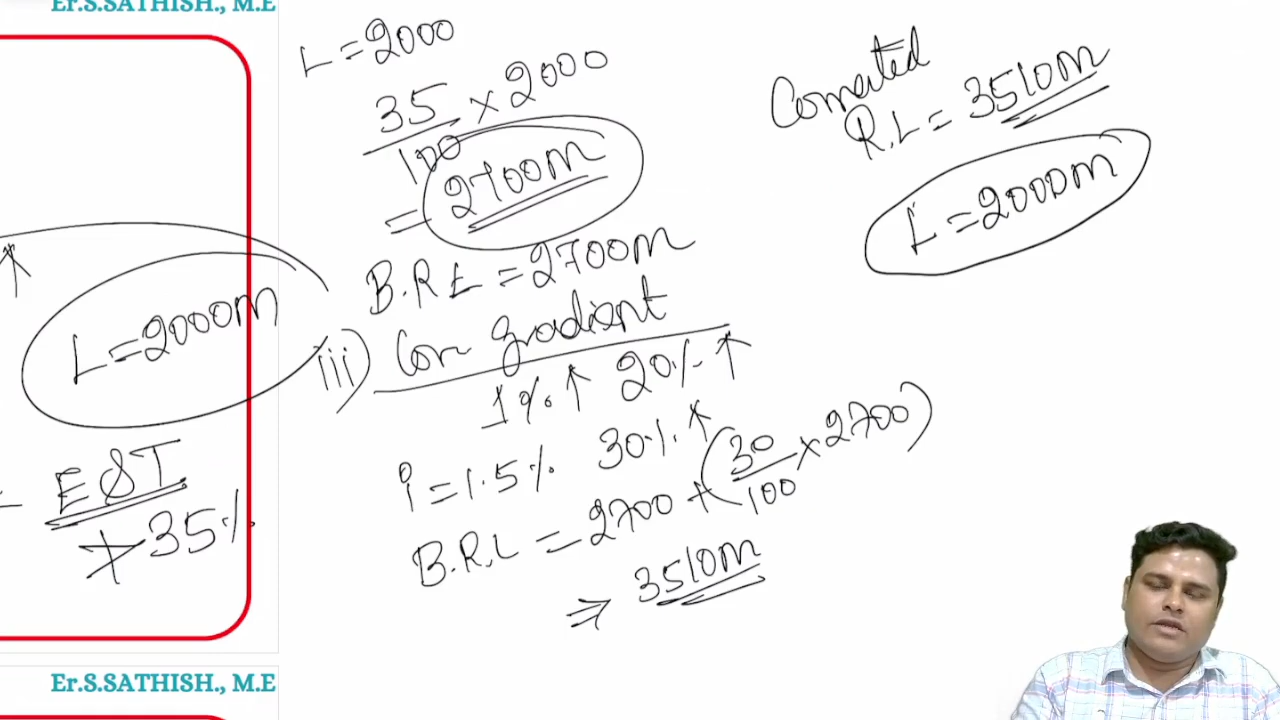 Er.S.SATHISH., M.E
L = 2000
35/100 × 2000
= 2700m
B.R.L = 2700m
iii) Corr gradient
1% ↑ 20% ↑
i = 1.5% 30% ↑
B.R.L = 2700 + (30/100 × 2700)
⇒ 3510m
Corrected
R.L = 3510m
L = 2000m
↑
L = 2000m
EST
> 35%
Er.S.SATHISH., M.E